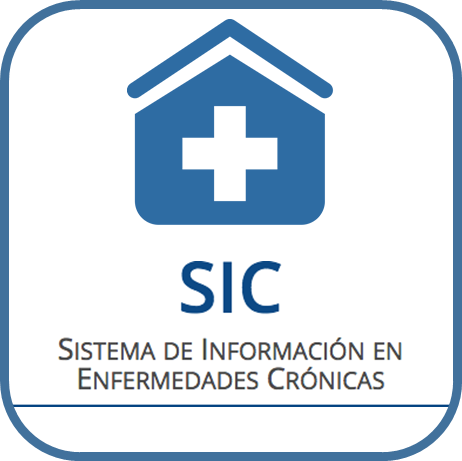 SIC
SISTEMA DE INFORMACIÓN EN
ENFERMEDADES CRÓNICAS